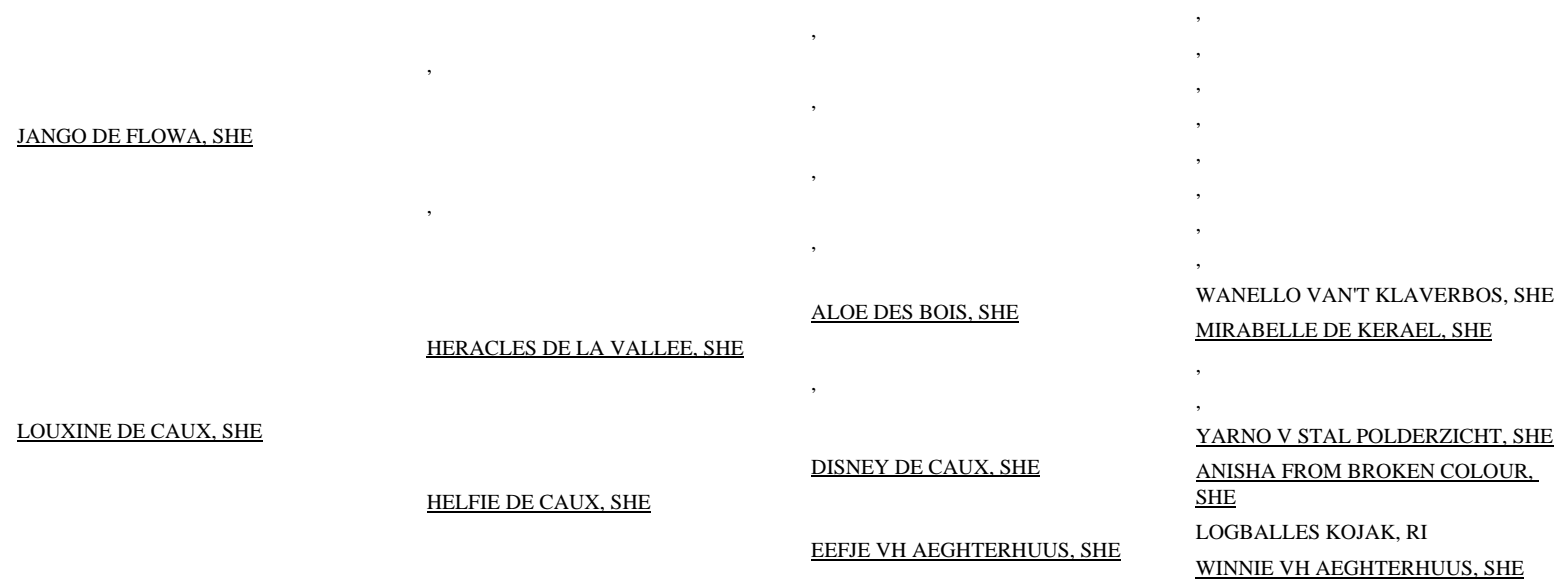 ,
,
,
,
,
,
JANGO DE FLOWA, SHE
,
,
,
,
,
,
,
WANELLO VAN'T KLAVERBOS, SHE
ALOE DES BOIS, SHE
MIRABELLE DE KERAEL, SHE
HERACLES DE LA VALLEE, SHE
,
,
,
LOUXINE DE CAUX, SHE
YARNO V STAL POLDERZICHT, SHE
DISNEY DE CAUX, SHE
ANISHA FROM BROKEN COLOUR,
SHE
HELFIE DE CAUX, SHE
LOGBALLES KOJAK, RI
EEFJE VH AEGHTERHUUS, SHE
WINNIE VH AEGHTERHUUS, SHE